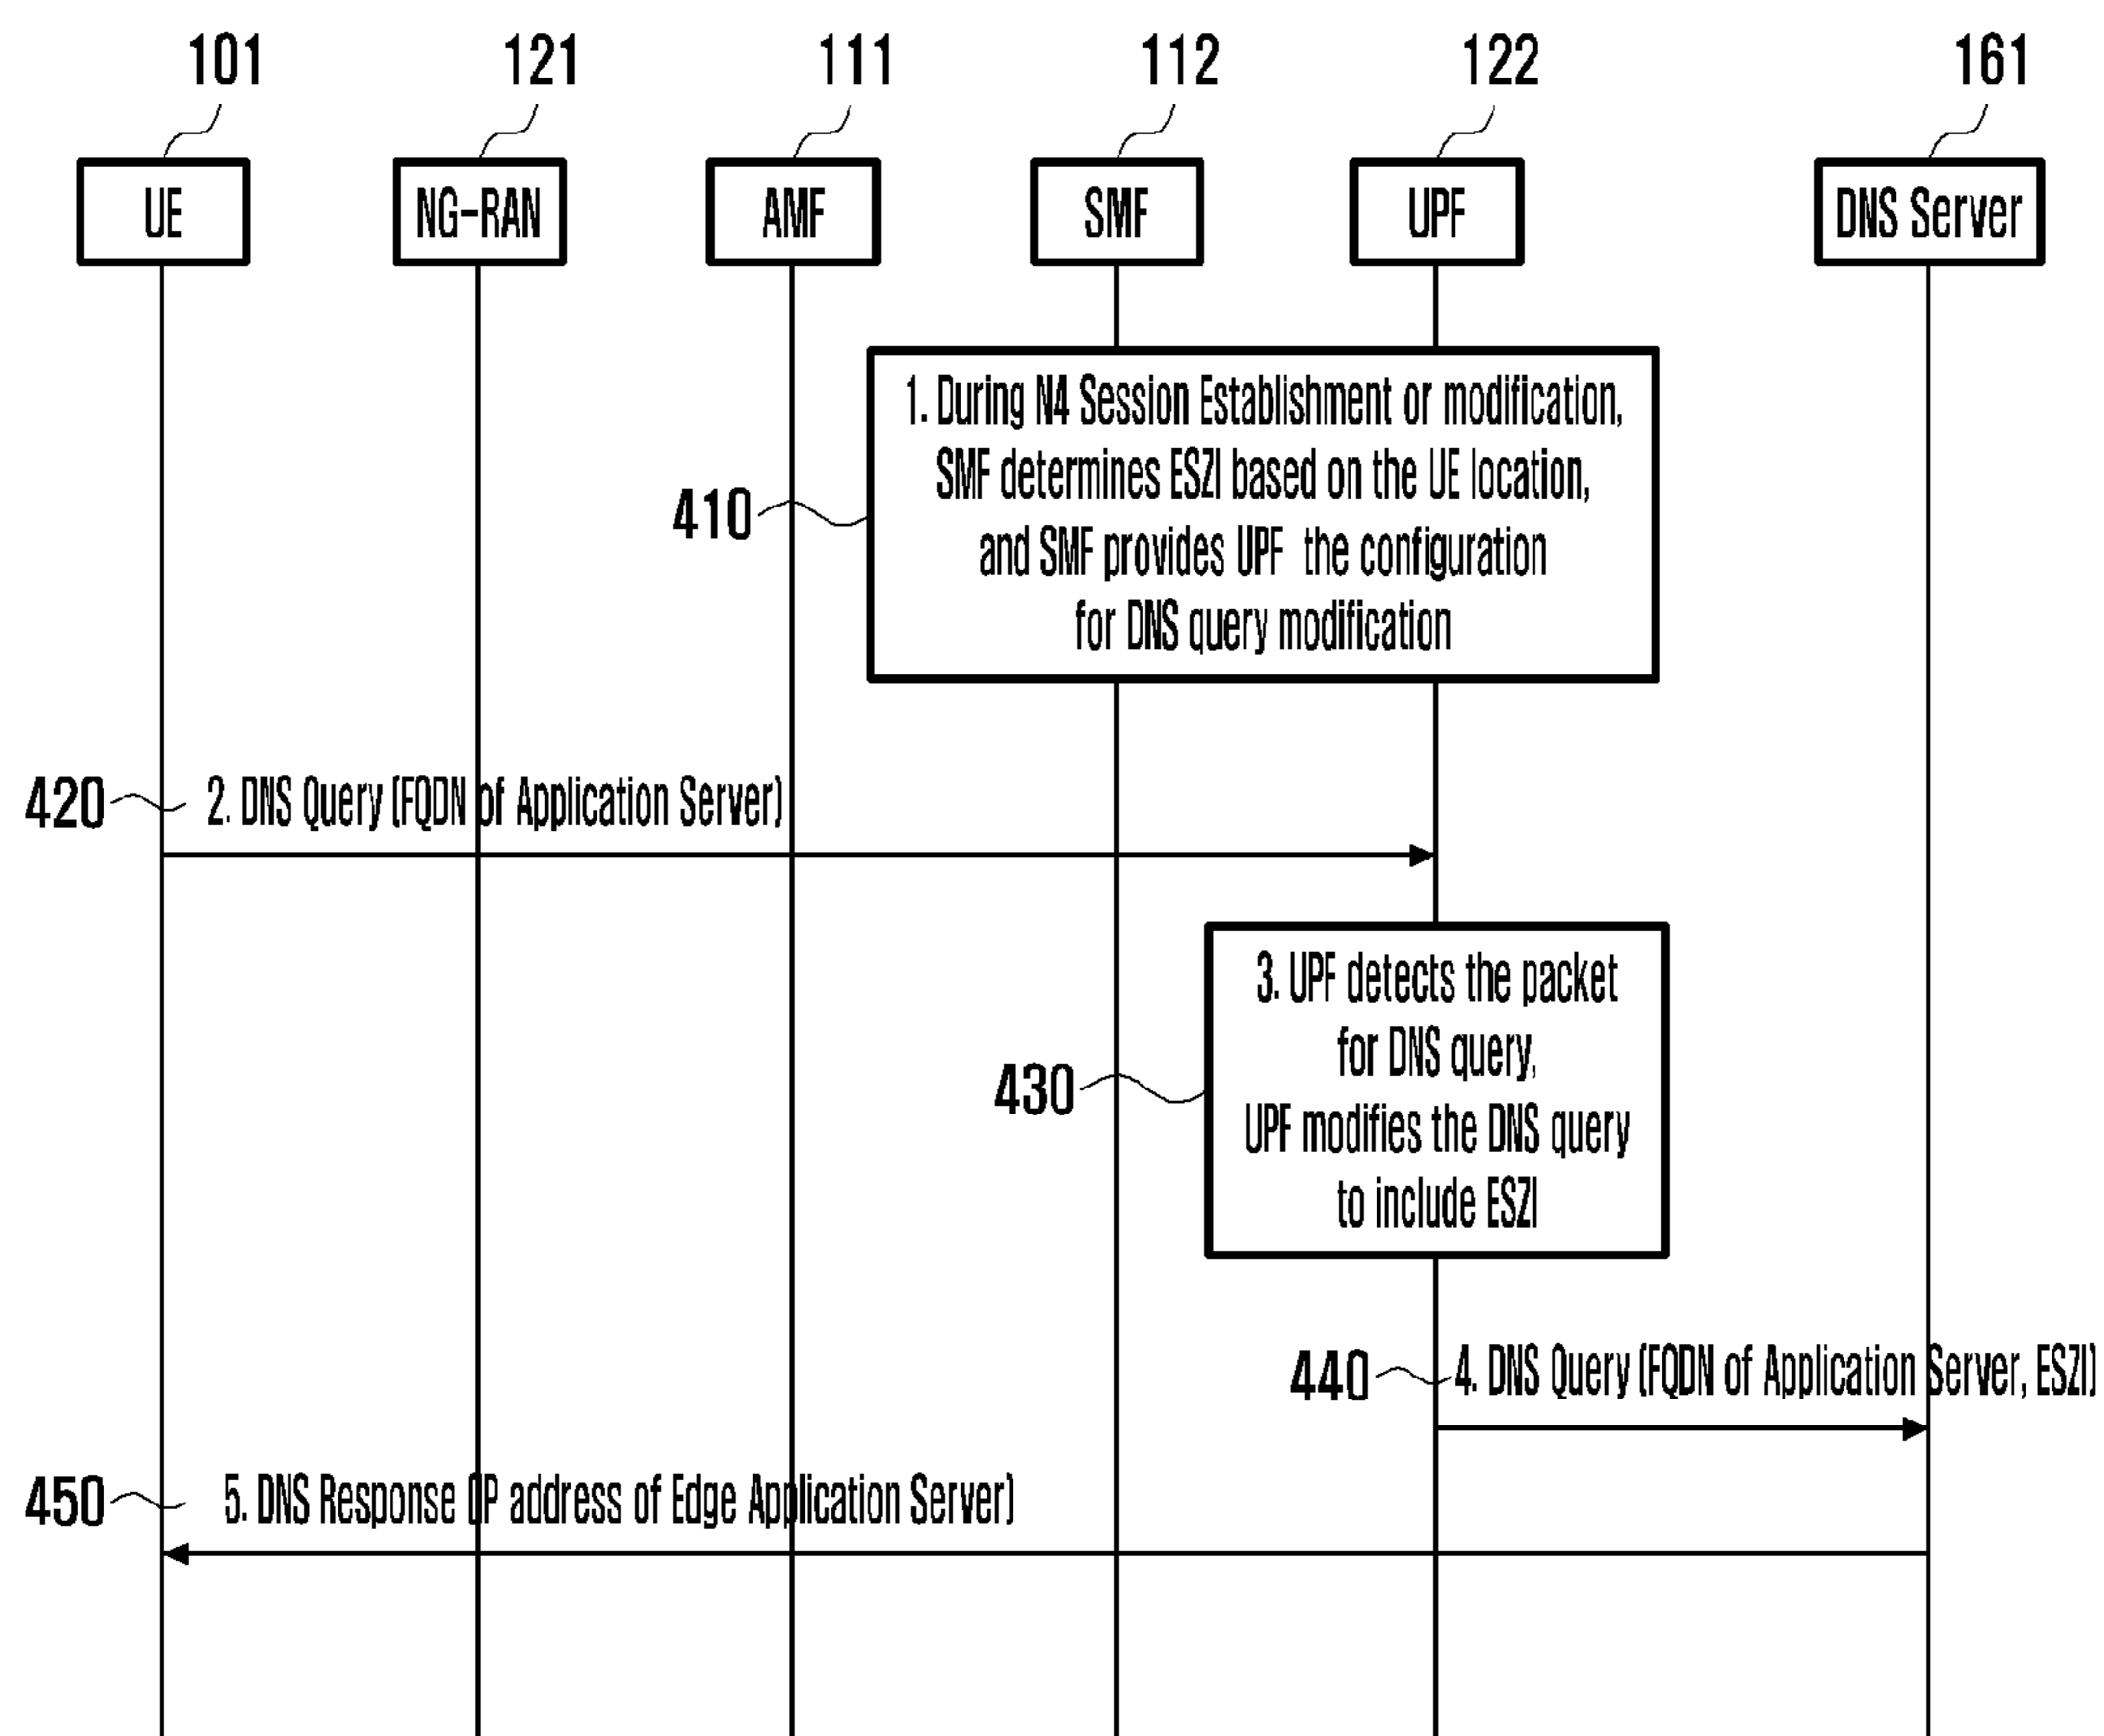 101 121 111 112 122 161
UE NG-RAN AMF SMF UPF DNS Server
1. During N4 Session Establishment or modification,
SMF determines ESZI based on the UE location,
410
and SMF provides UPF the configuration
for DNS query modification
420 2. DNS Query (FQDN of Application Server)
3. UPF detects the packet
for DNS query,
430
UPF modifies the DNS query
to include ESZI
440 4. DNS Query (FQDN of Application Server, ESZI)
450 5. DNS Response (IP address of Edge Application Server)